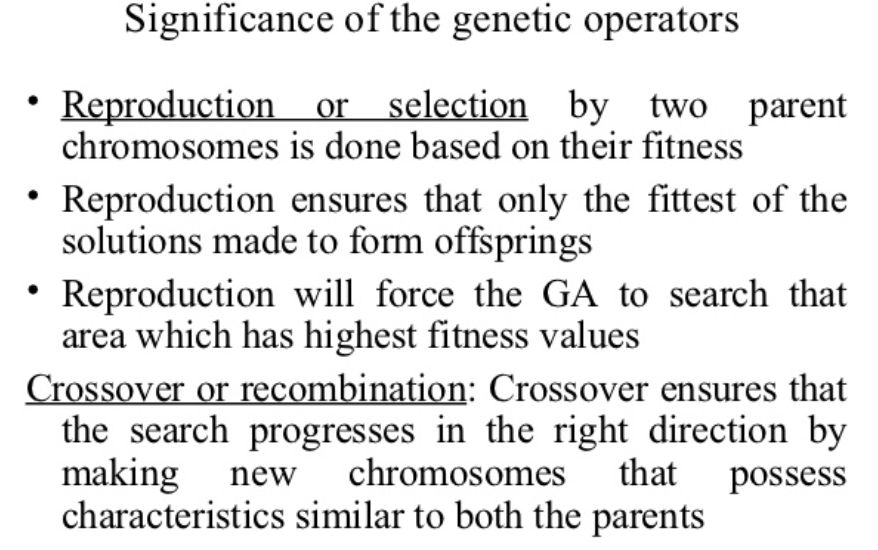 Significance of the genetic operators
• Reproduction or selection by two parent
chromosomes is done based on their fitness
• Reproduction ensures that only the fittest of the
solutions made to form offsprings
• Reproduction will force the GA to search that
area which has highest fitness values
Crossover or recombination: Crossover ensures that
the search progresses in the right direction by
making new chromosomes that possess
characteristics similar to both the parents